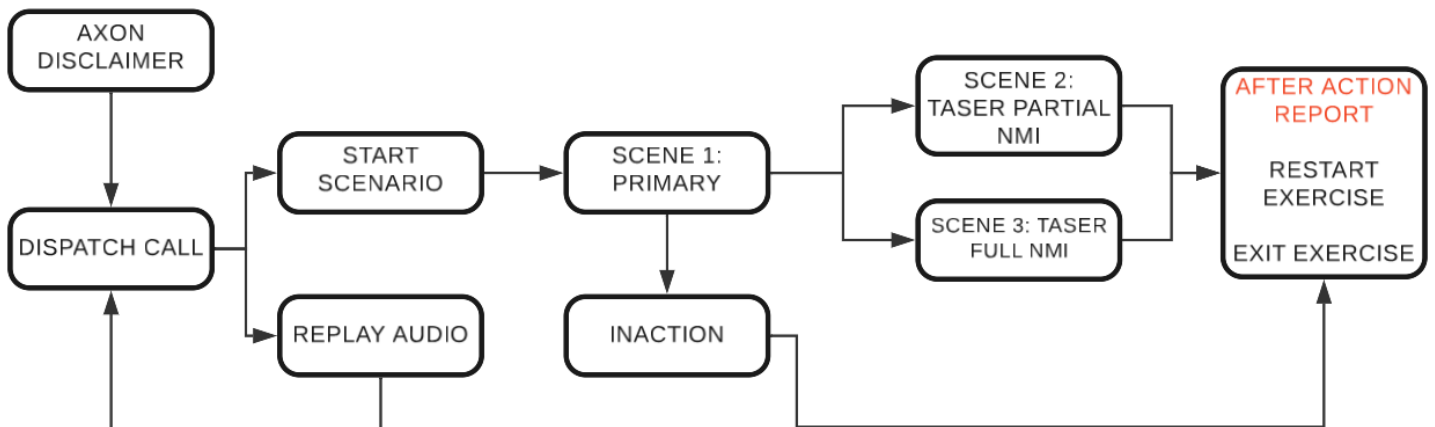 AXON
DISCLAIMER
DISPATCH CALL
START
SCENARIO
REPLAY AUDIO
SCENE 1:
PRIMARY
INACTION
SCENE 2:
TASER PARTIAL
NMI
SCENE 3: TASER
FULL NMI
AFTER ACTION
REPORT
RESTART
EXERCISE
EXIT EXERCISE